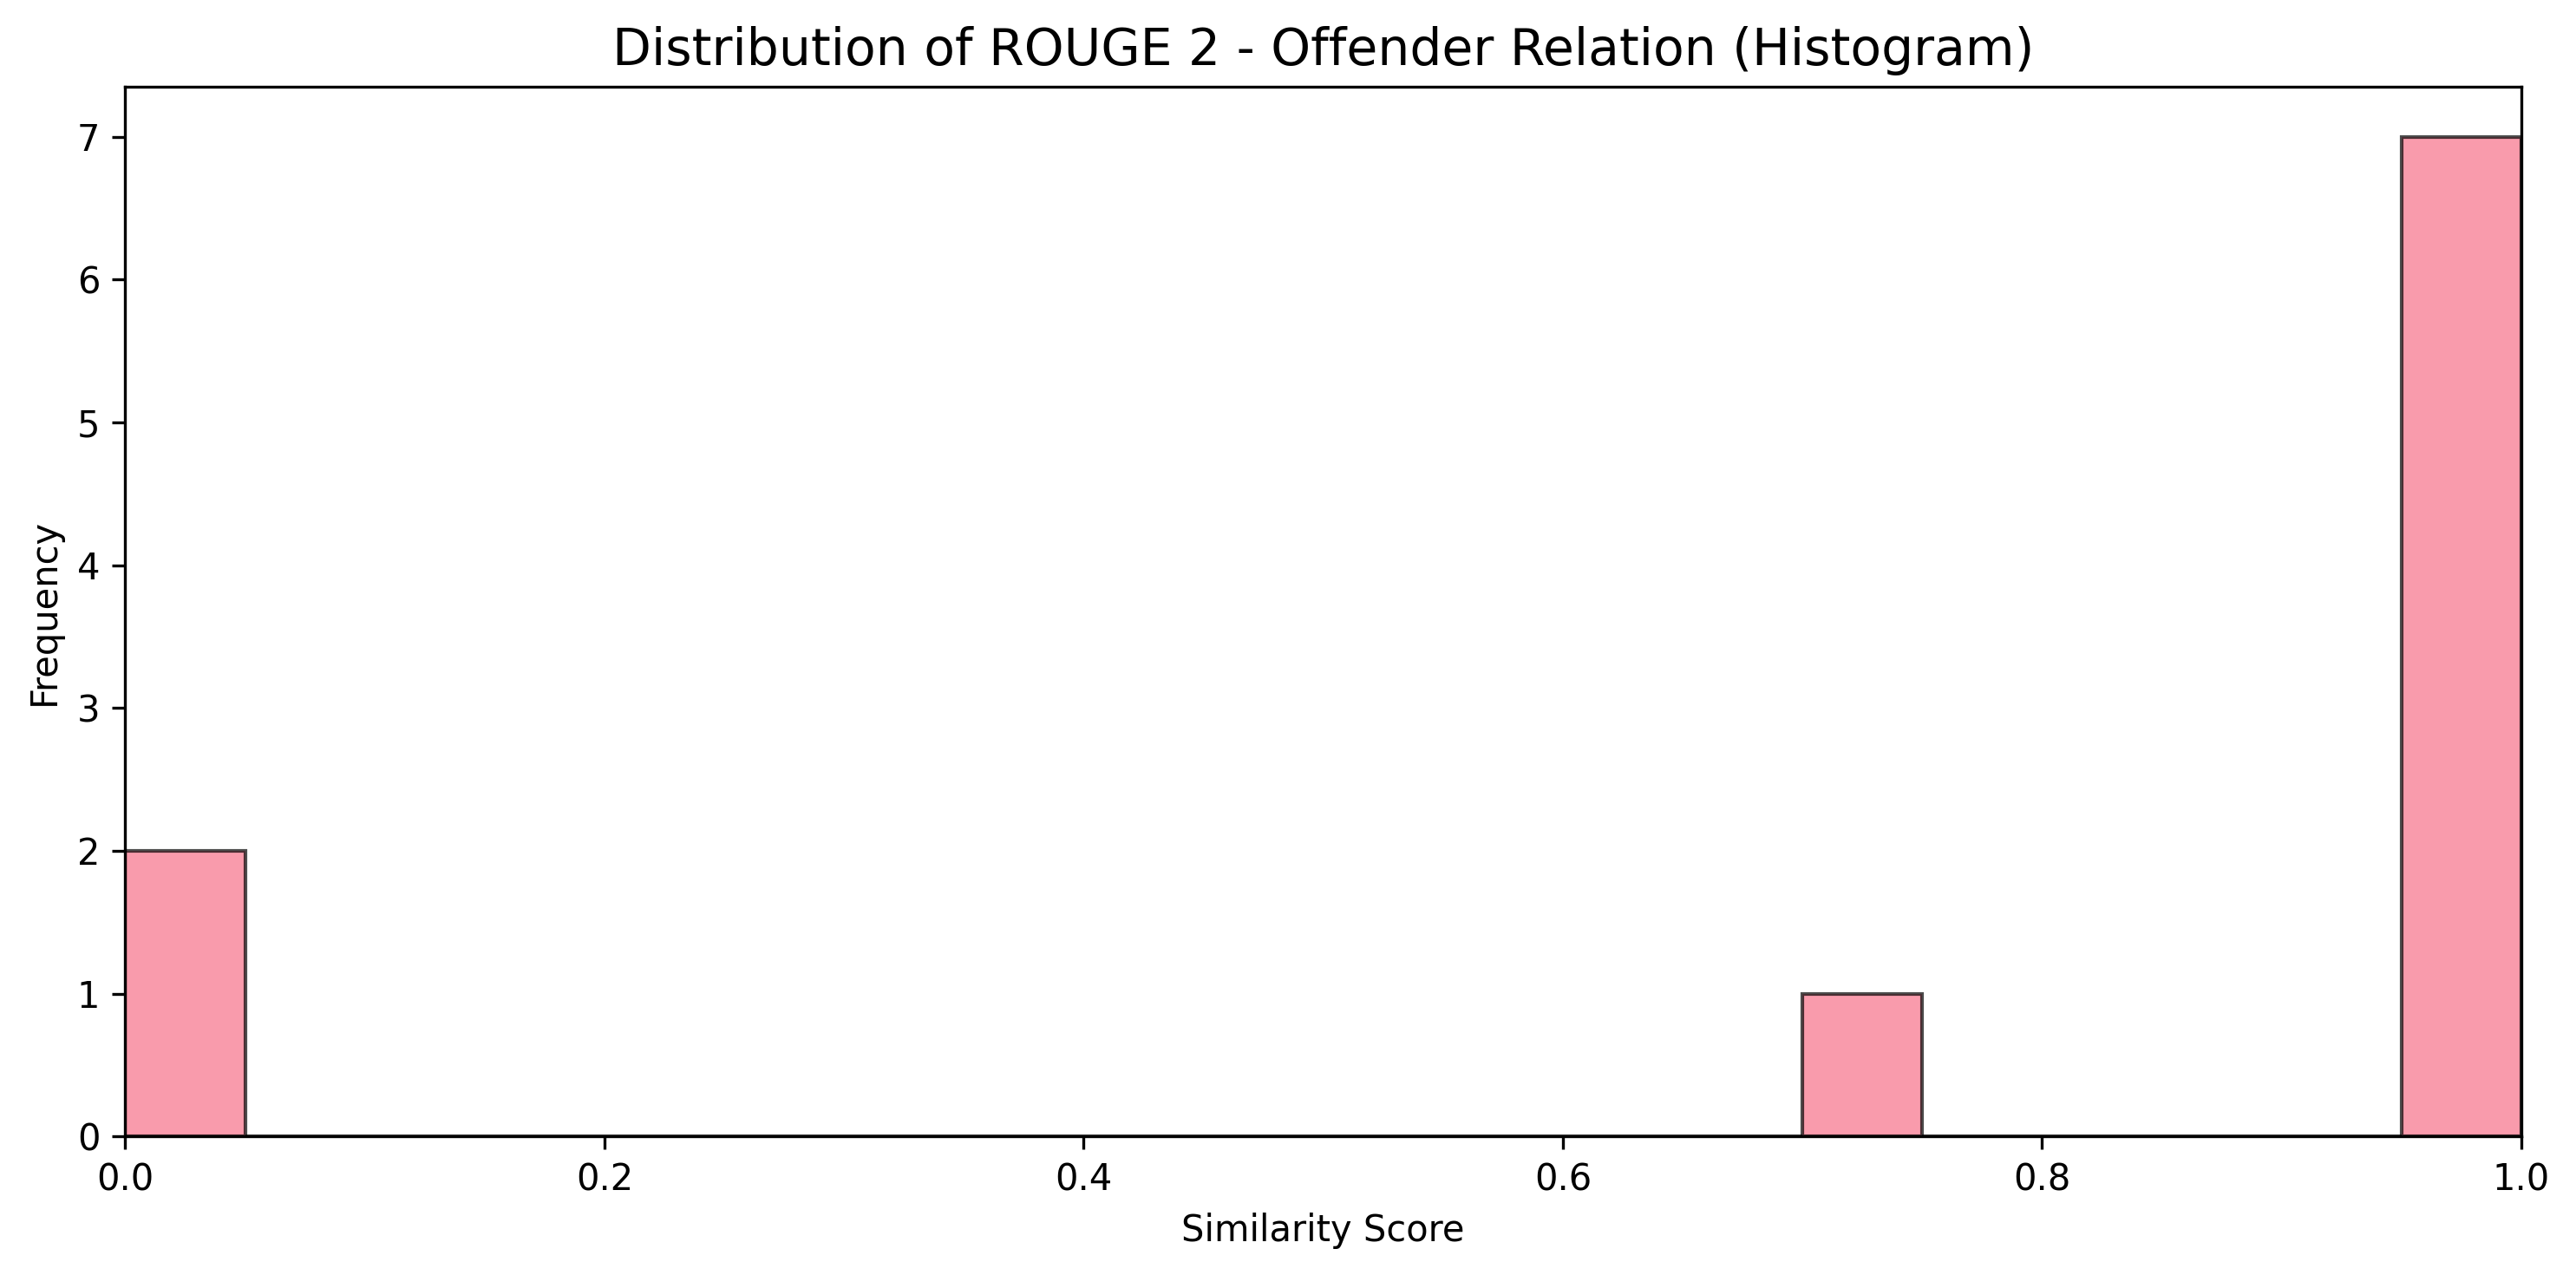 Distribution of ROUGE 2 - Offender Relation (Histogram)
7
6
5
4
3
2
1
0
Frequency
0.0 0.2 0.4 0.6 0.8 1.0
Similarity Score